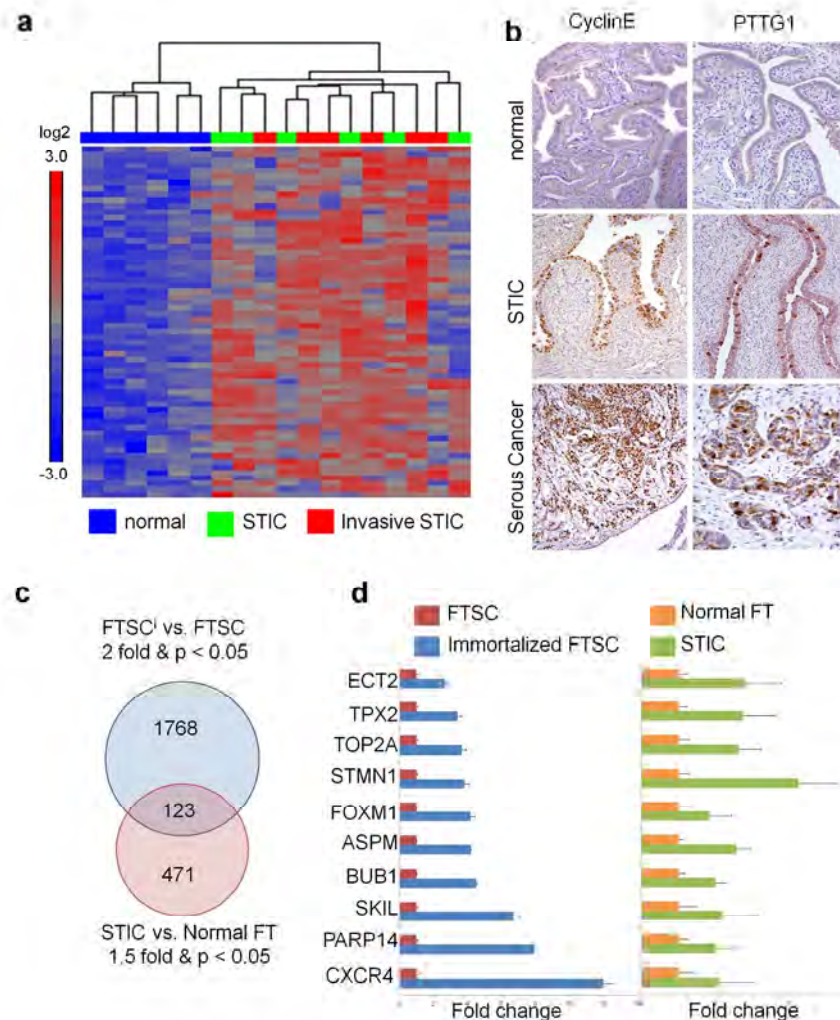 a
log2
3.0
-3.0
normal
STIC
Invasive STIC
b
CyclinE
PTTG1
normal
STIC
Serous Cancer
c
FTSCⁱ vs. FTSC
2 fold & p < 0.05
1768
123
471
STIC vs. Normal FT
1.5 fold & p < 0.05
d
FTSC
Immortalized FTSC
Normal FT
STIC
ECT2
TPX2
TOP2A
STMN1
FOXM1
ASPM
BUB1
SKIL
PARP14
CXCR4
Fold change
Fold change